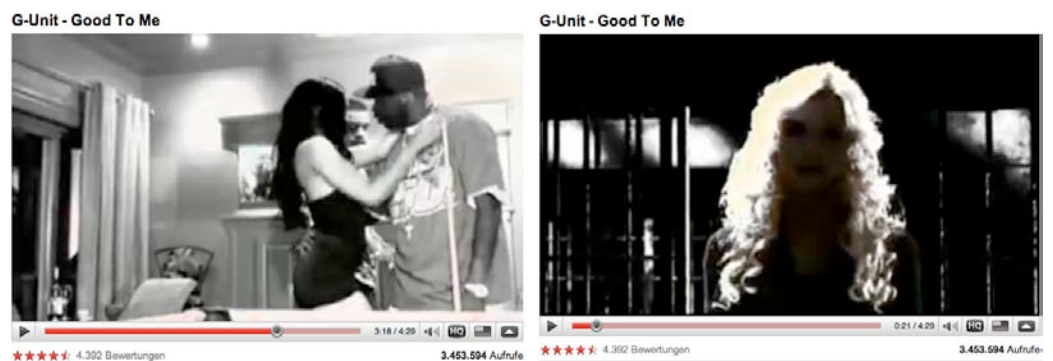 G-Unit - Good To Me
3:18 / 4:29
HQ
4.392 Bewertungen
3.453.594 Aufrufe
G-Unit - Good To Me
0:21 / 4:29
HQ
4.392 Bewertungen
3.453.594 Aufrufe